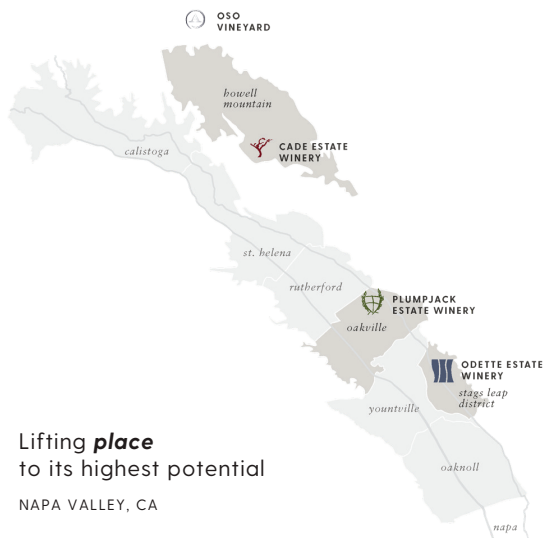 OSO
VINEYARD
howell
mountain
CADE ESTATE
WINERY
calistoga
st. helena
rutherford
PLUMPJACK
ESTATE WINERY
oakville
ODETTE ESTATE
WINERY
stags leap
district
yountville
Lifting place
to its highest potential
oaknoll
NAPA VALLEY, CA
napa